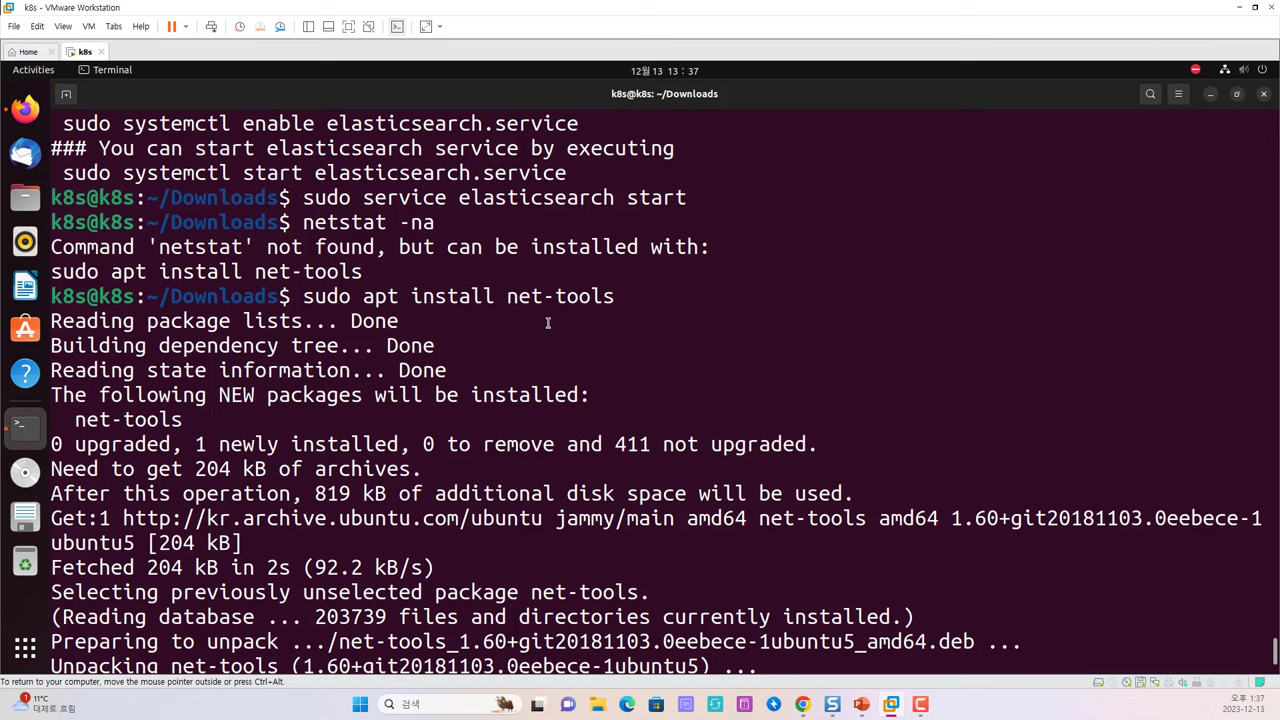 k8s - VMware Workstation
File Edit View VM Tabs Help
Home k8s
Activities Terminal 12월 13 13 : 37
k8s@k8s: ~/Downloads
sudo systemctl enable elasticsearch.service
### You can start elasticsearch service by executing
sudo systemctl start elasticsearch.service
k8s@k8s:~/Downloads$ sudo service elasticsearch start
k8s@k8s:~/Downloads$ netstat -na
Command 'netstat' not found, but can be installed with:
sudo apt install net-tools
k8s@k8s:~/Downloads$ sudo apt install net-tools
Reading package lists... Done
Building dependency tree... Done
Reading state information... Done
The following NEW packages will be installed:
net-tools
0 upgraded, 1 newly installed, 0 to remove and 411 not upgraded.
Need to get 204 kB of archives.
After this operation, 819 kB of additional disk space will be used.
Get:1 http://kr.archive.ubuntu.com/ubuntu jammy/main amd64 net-tools amd64 1.60+git20181103.0eebece-1
ubuntu5 [204 kB]
Fetched 204 kB in 2s (92.2 kB/s)
Selecting previously unselected package net-tools.
(Reading database ... 203739 files and directories currently installed.)
Preparing to unpack .../net-tools_1.60+git20181103.0eebece-1ubuntu5_amd64.deb ...
Unpacking net-tools (1.60+git20181103.0eebece-1ubuntu5) ...
To return to your computer, move the mouse pointer outside or press Ctrl+Alt.
1 11°C
대체로 흐림
검색
오후 1:37
2023-12-13